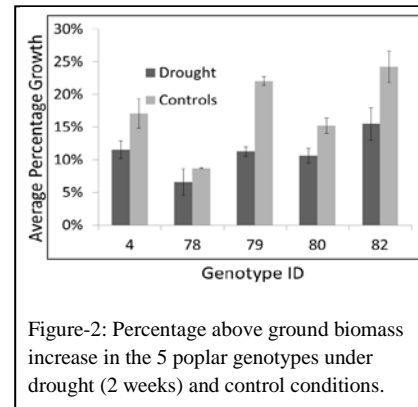 30%
25%
20%
15%
10%
5%
0%
Average Percentage Growth
Drought
Controls
4 78 79 80 82
Genotype ID
Figure-2: Percentage above ground biomass
increase in the 5 poplar genotypes under
drought (2 weeks) and control conditions.